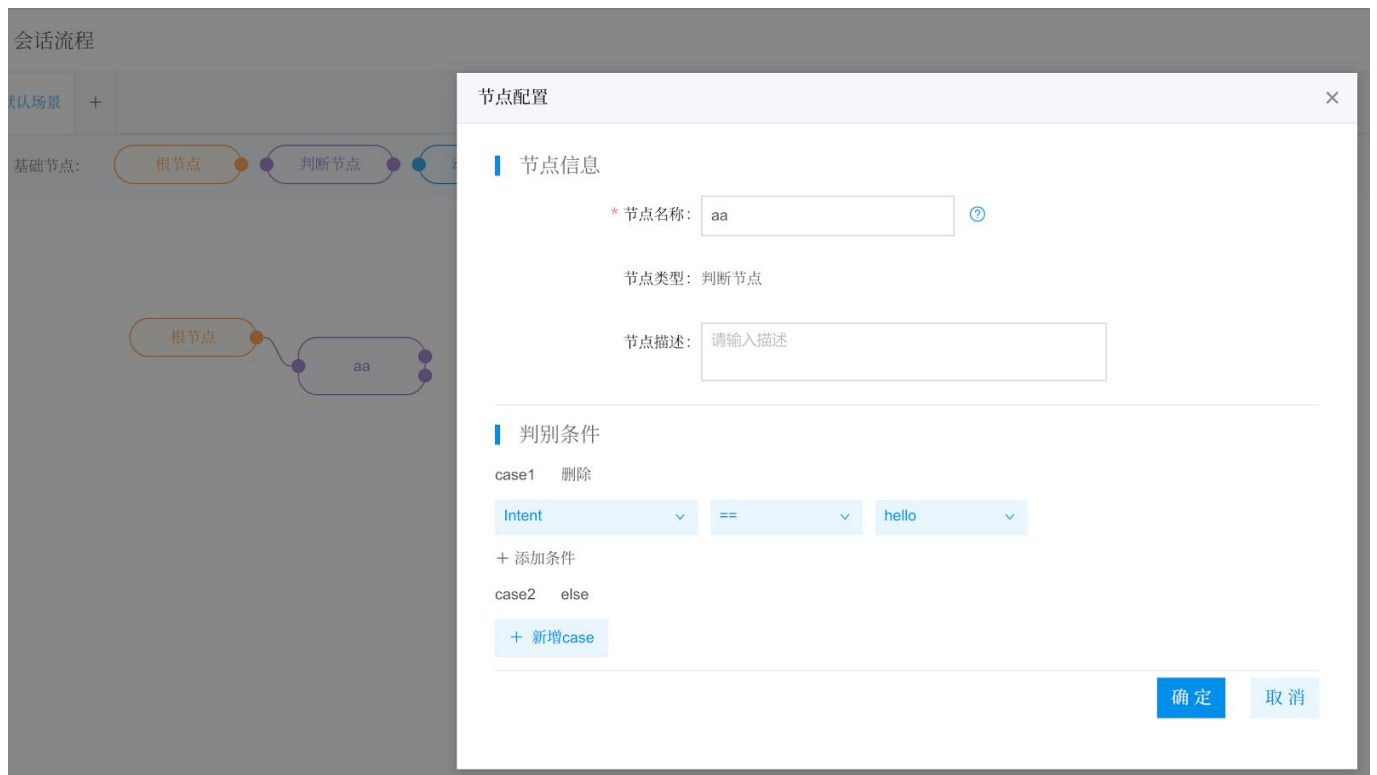 会话流程
默认场景 +
基础节点： 根节点 判断节点
根节点
aa
节点配置 ×
节点信息
* 节点名称： aa ?
节点类型： 判断节点
节点描述： 请输入描述
判别条件
case1 删除
Intent == hello
+ 添加条件
case2 else
+ 新增case
确 定 取 消